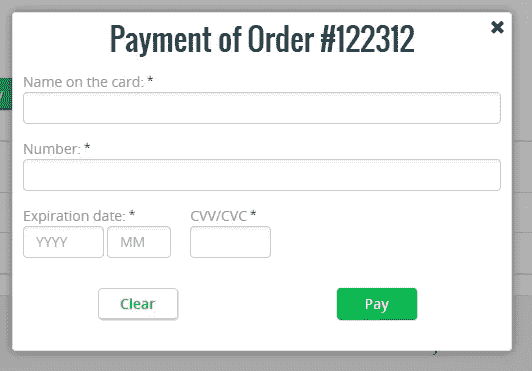 Payment of Order #122312
Name on the card: *
Number: *
Expiration date: * CVV/CVC *
YYYY MM
Clear Pay